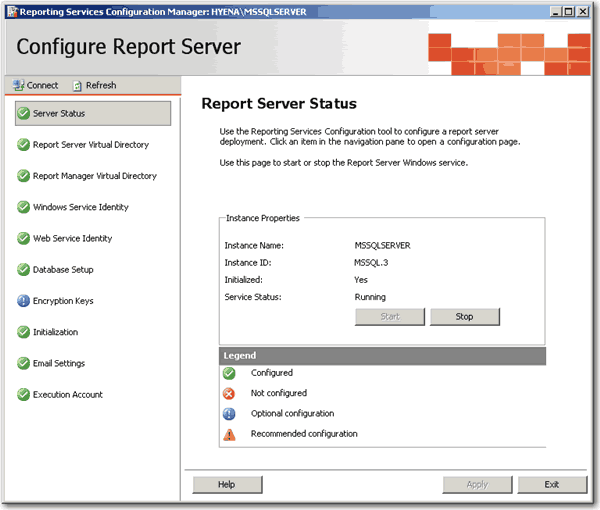 Reporting Services Configuration Manager: HYENA\MSSQLSERVER
Configure Report Server
Connect Refresh
Server Status
Report Server Virtual Directory
Report Manager Virtual Directory
Windows Service Identity
Web Service Identity
Database Setup
Encryption Keys
Initialization
Email Settings
Execution Account
Report Server Status
Use the Reporting Services Configuration tool to configure a report server
deployment. Click an item in the navigation pane to open a configuration page.
Use this page to start or stop the Report Server Windows service.
Instance Properties
Instance Name: MSSQLSERVER
Instance ID: MSSQL.3
Initialized: Yes
Service Status: Running
Start Stop
Legend
Configured
Not configured
Optional configuration
Recommended configuration
Help Apply Exit